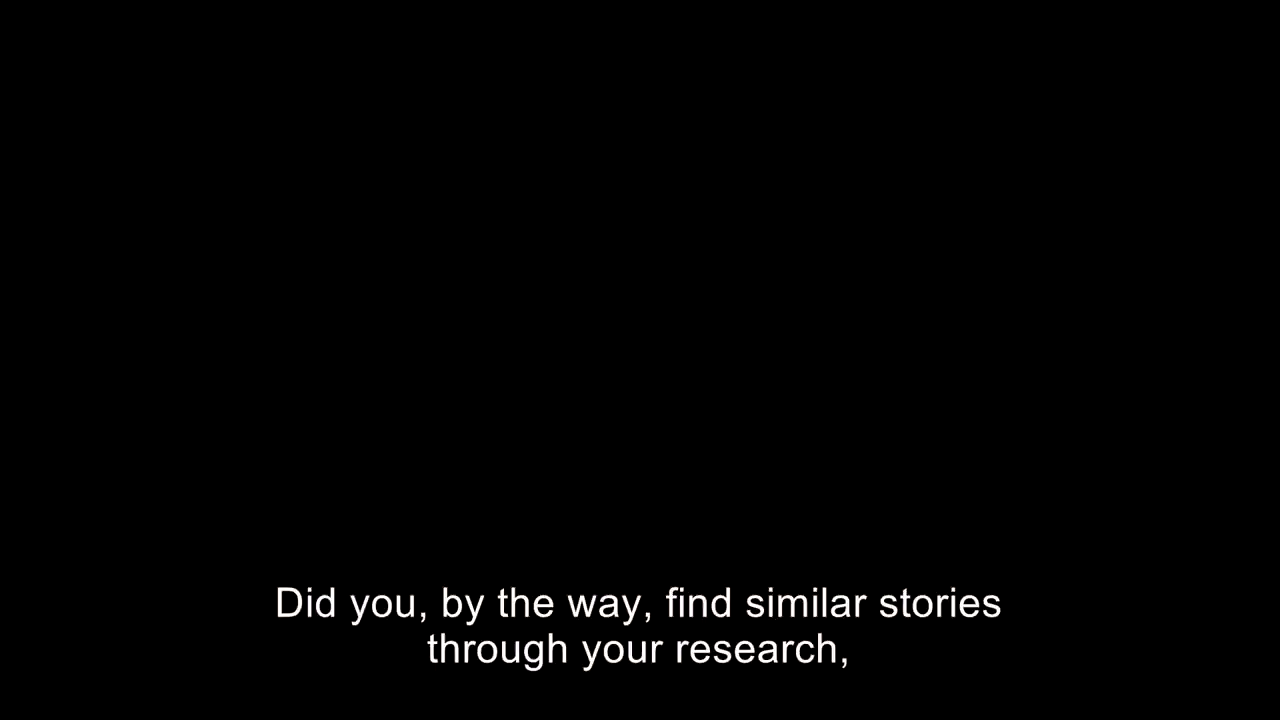 Did you, by the way, find similar stories
through your research,